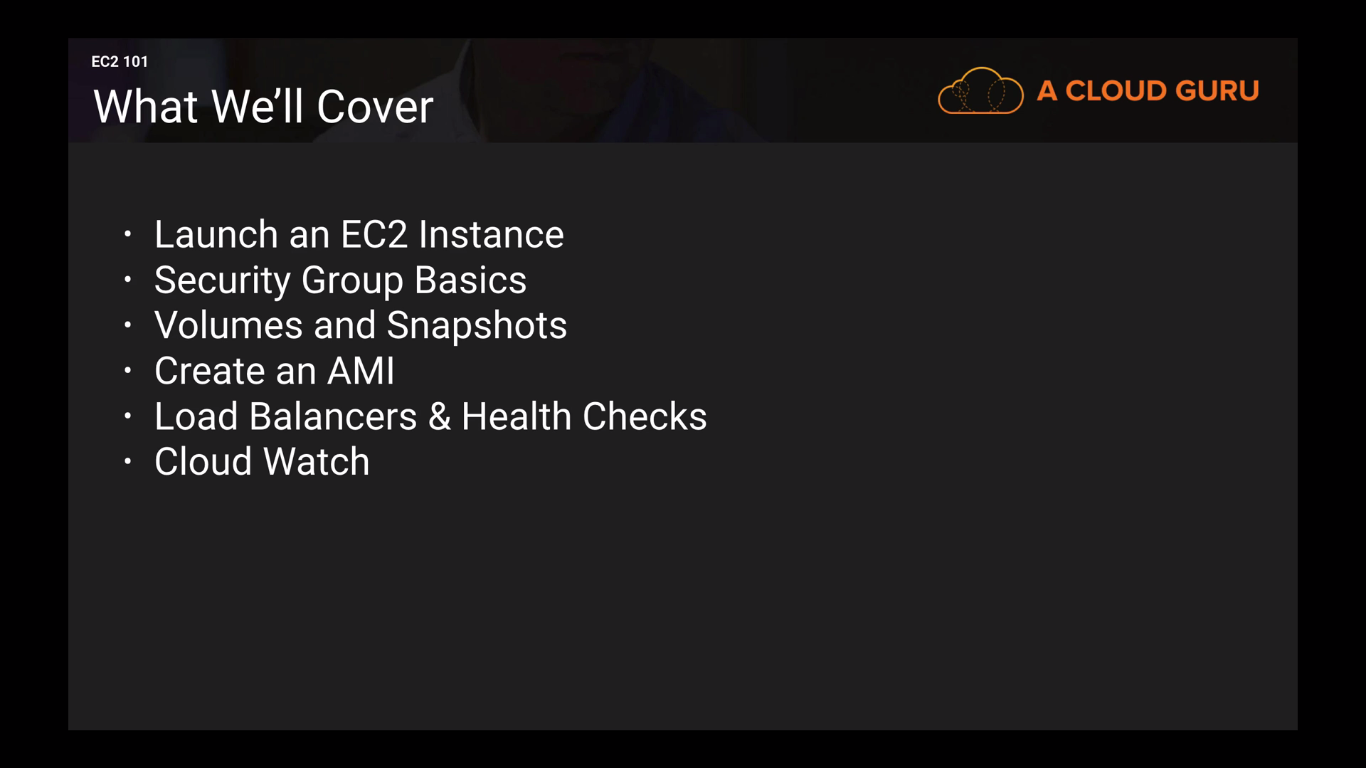 EC2 101
What We’ll Cover
A CLOUD GURU
• Launch an EC2 Instance
• Security Group Basics
• Volumes and Snapshots
• Create an AMI
• Load Balancers & Health Checks
• Cloud Watch